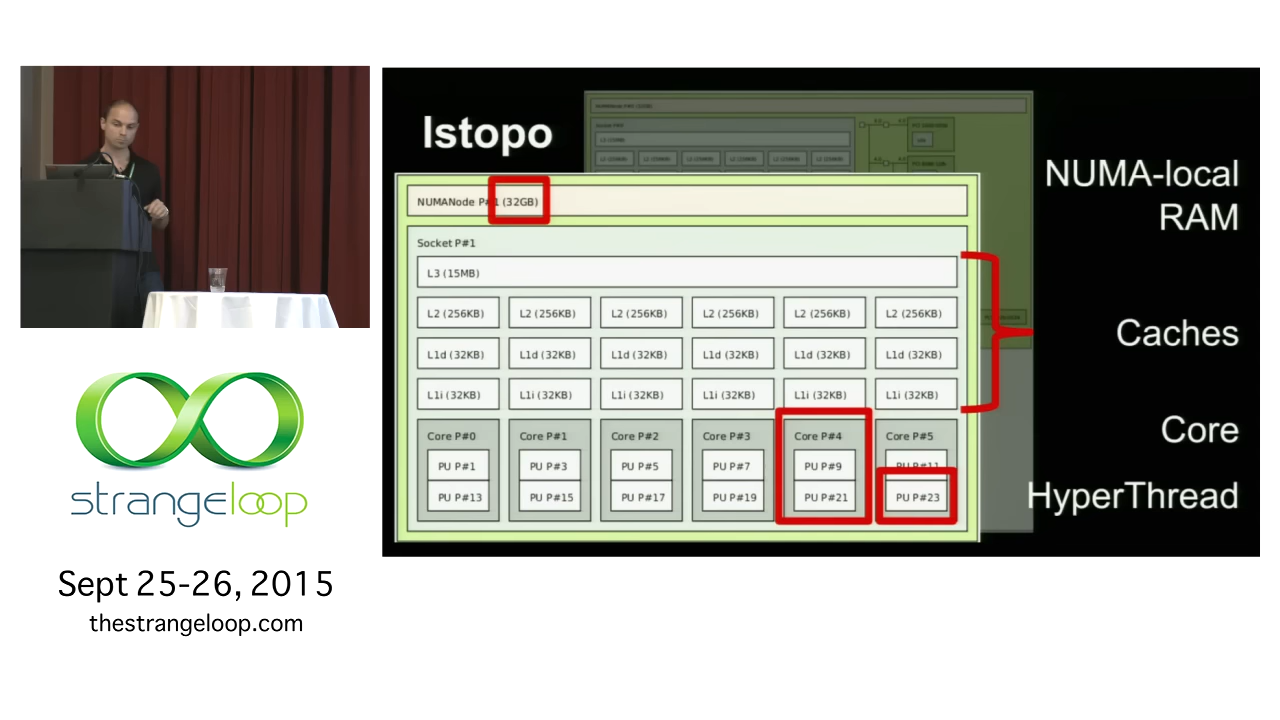 lstopo
NUMANode P#1 (32GB)
Socket P#1
L3 (15MB)
L2 (256KB) L2 (256KB) L2 (256KB) L2 (256KB) L2 (256KB) L2 (256KB)
L1d (32KB) L1d (32KB) L1d (32KB) L1d (32KB) L1d (32KB) L1d (32KB)
L1i (32KB) L1i (32KB) L1i (32KB) L1i (32KB) L1i (32KB) L1i (32KB)
Core P#0 Core P#1 Core P#2 Core P#3 Core P#4 Core P#5
PU P#1 PU P#3 PU P#5 PU P#7 PU P#9 PU P#11
PU P#13 PU P#15 PU P#17 PU P#19 PU P#21 PU P#23
NUMA-local
RAM
Caches
Core
HyperThread
strangeloop
Sept 25-26, 2015
thestrangeloop.com